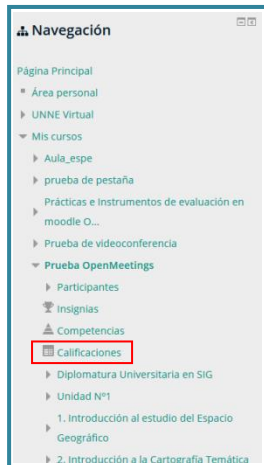 Navegación
Página Principal
Área personal
UNNE Virtual
Mis cursos
Aula_espe
prueba de pestaña
Prácticas e Instrumentos de evaluación en
moodle O...
Prueba de videoconferencia
Prueba OpenMeetings
Participantes
Insignias
Competencias
Calificaciones
Diplomatura Universitaria en SIG
Unidad Nº1
1. Introducción al estudio del Espacio
Geográfico
2. Introducción a la Cartografía Temática